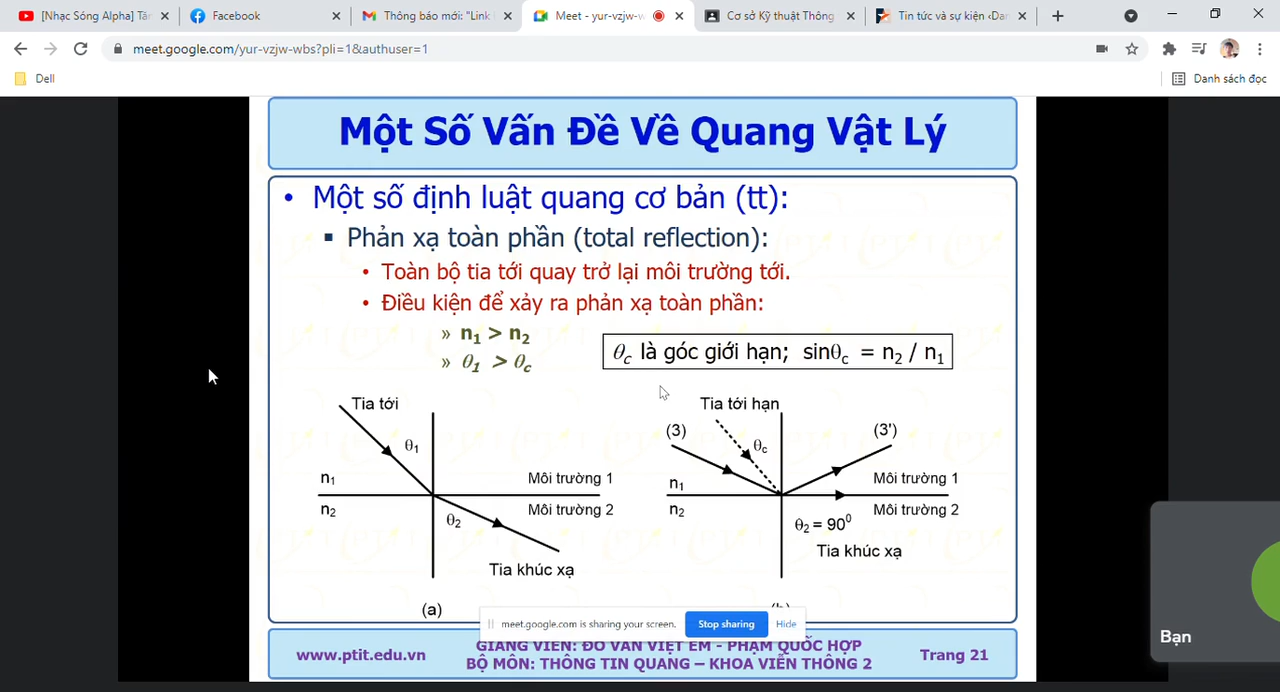 [Nhạc Sóng Alpha] Tă
Facebook
Thông báo mới: "Link
Meet - yur-vzjw-w
Cơ sở Kỹ thuật Thông
Tin tức và sự kiện ‹Dar
meet.google.com/yur-vzjw-wbs?pli=1&authuser=1
Dell
Danh sách đọc
Một Số Vấn Đề Về Quang Vật Lý
• Một số định luật quang cơ bản (tt):
▪ Phản xạ toàn phần (total reflection):
• Toàn bộ tia tới quay trở lại môi trường tới.
• Điều kiện để xảy ra phản xạ toàn phần:
» n₁ > n₂
» θ₁ > θc
θc là góc giới hạn; sinθc = n₂ / n₁
Tia tới
θ₁
n₁
Môi trường 1
n₂
Môi trường 2
θ₂
Tia khúc xạ
(a)
Tia tới hạn
(3)
θc
(3')
n₁
Môi trường 1
n₂
Môi trường 2
θ₂ = 90⁰
Tia khúc xạ
meet.google.com is sharing your screen.
Stop sharing
Hide
www.ptit.edu.vn
GIẢNG VIÊN: ĐỖ VĂN VIỆT EM - PHẠM QUỐC HỢP
BỘ MÔN: THÔNG TIN QUANG – KHOA VIỄN THÔNG 2
Trang 21
Bạn